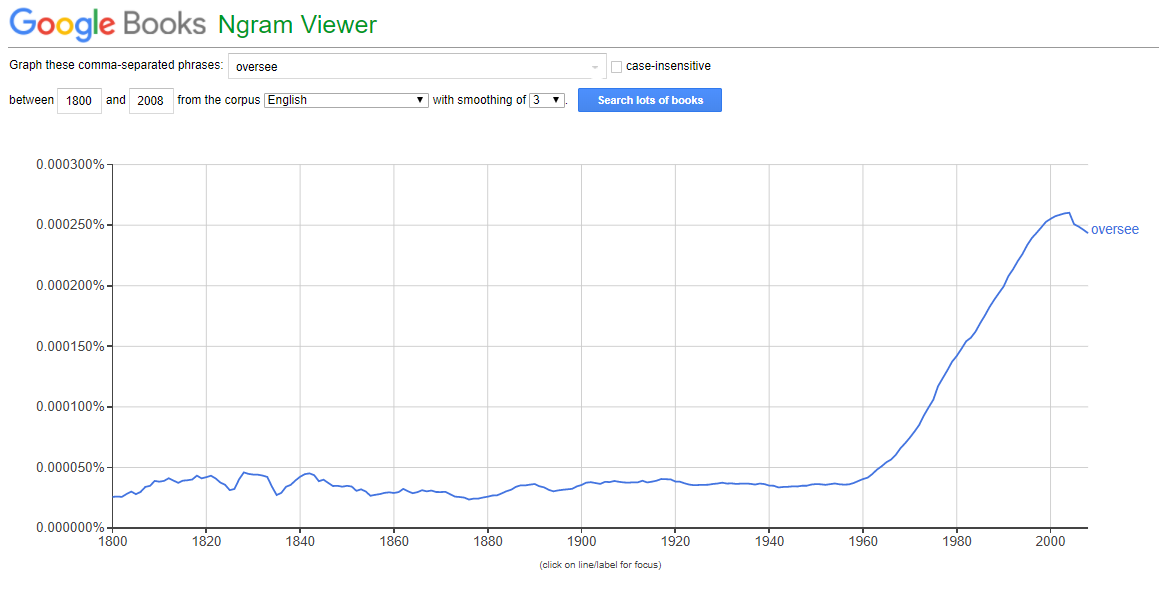 Google Books Ngram Viewer
Graph these comma-separated phrases: oversee case-insensitive
between 1800 and 2008 from the corpus English with smoothing of 3 . Search lots of books
0.000300%
0.000250%
oversee
0.000200%
0.000150%
0.000100%
0.000050%
0.000000%
1800 1820 1840 1860 1880 1900 1920 1940 1960 1980 2000
(click on line/label for focus)